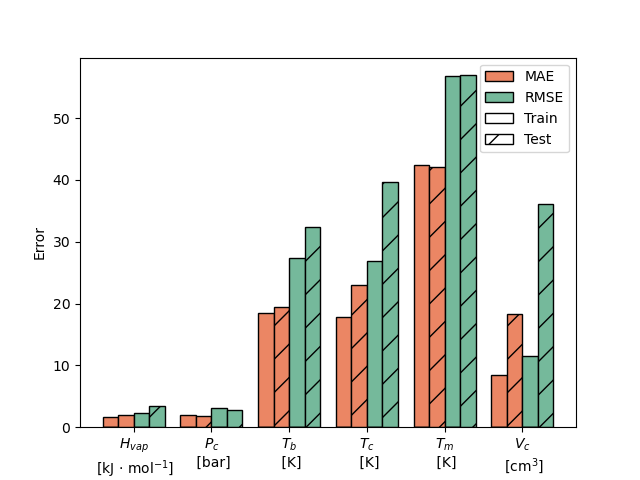 MAE
RMSE
Train
Test
Error
50
40
30
20
10
0
H_vap P_c T_b T_c T_m V_c
[kJ · mol⁻¹] [bar] [K] [K] [K] [cm³]